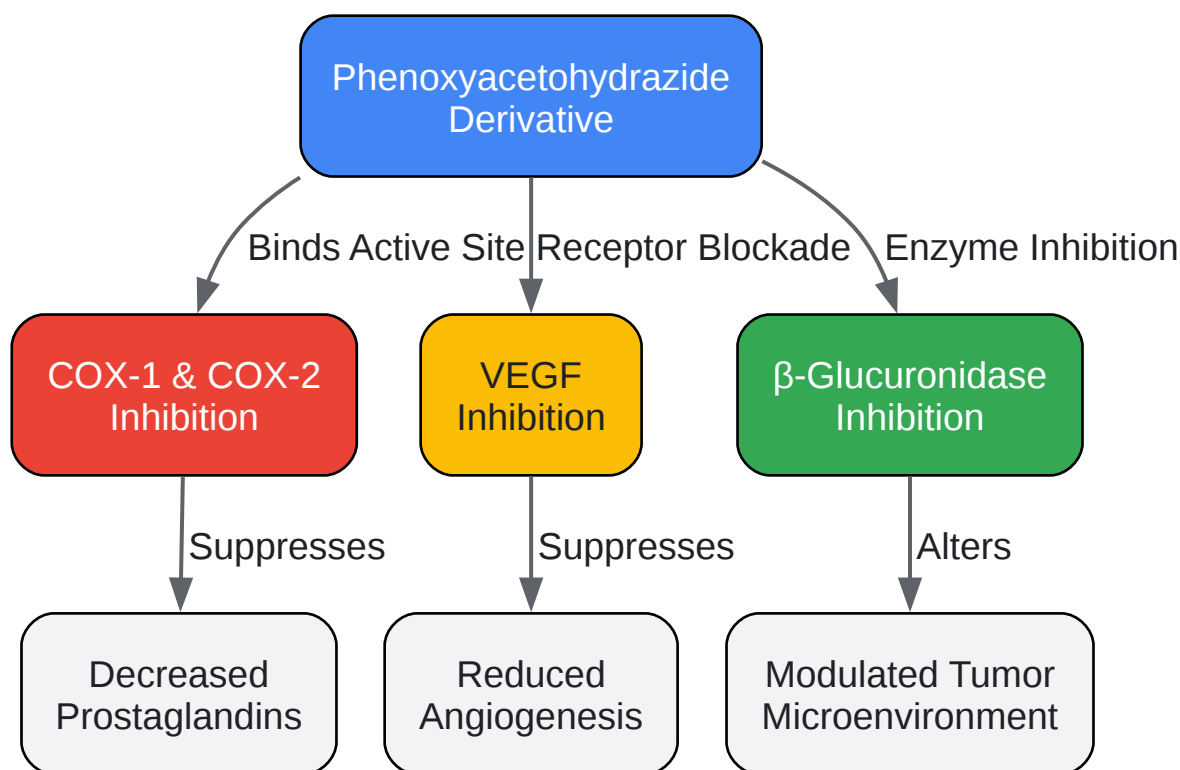 Phenoxyacetohydrazide
Derivative
Binds Active Site
Receptor Blockade
Enzyme Inhibition
COX-1 & COX-2
Inhibition
VEGF
Inhibition
β-Glucuronidase
Inhibition
Suppresses
Suppresses
Alters
Decreased
Prostaglandins
Reduced
Angiogenesis
Modulated Tumor
Microenvironment